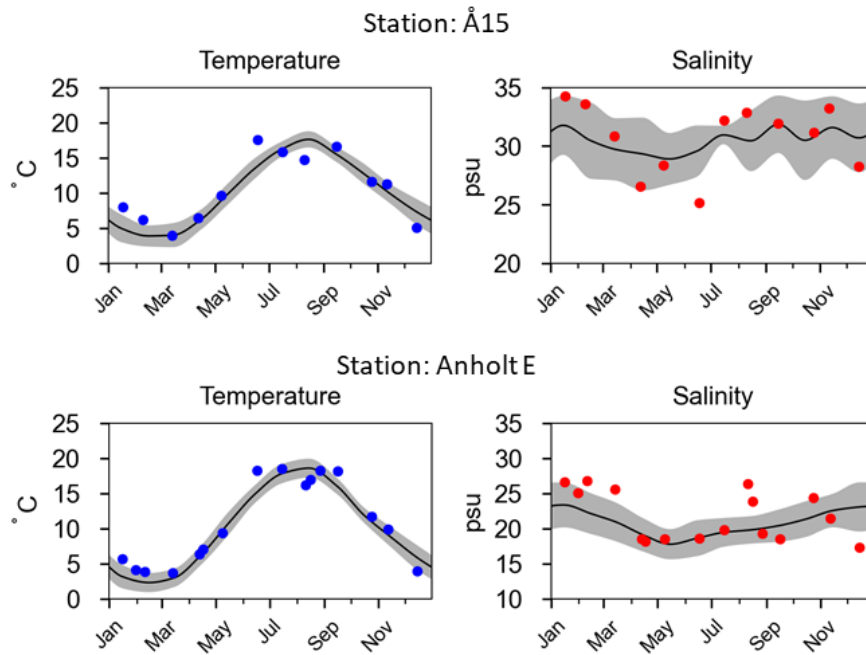 Station: Å15
Temperature
Salinity
25
20
15
10
5
0
°C
Jan
Mar
May
Jul
Sep
Nov
35
30
25
20
psu
Jan
Mar
May
Jul
Sep
Nov
Station: Anholt E
Temperature
Salinity
25
20
15
10
5
0
°C
Jan
Mar
May
Jul
Sep
Nov
35
30
25
20
15
10
psu
Jan
Mar
May
Jul
Sep
Nov